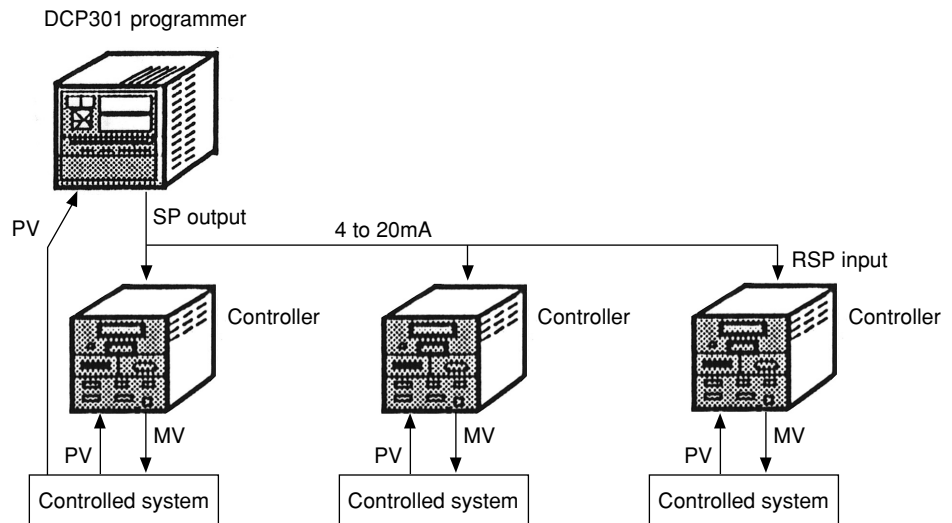 DCP301 programmer
PV
SP output
4 to 20mA
RSP input
Controller
Controller
Controller
PV
MV
PV
MV
PV
MV
Controlled system
Controlled system
Controlled system